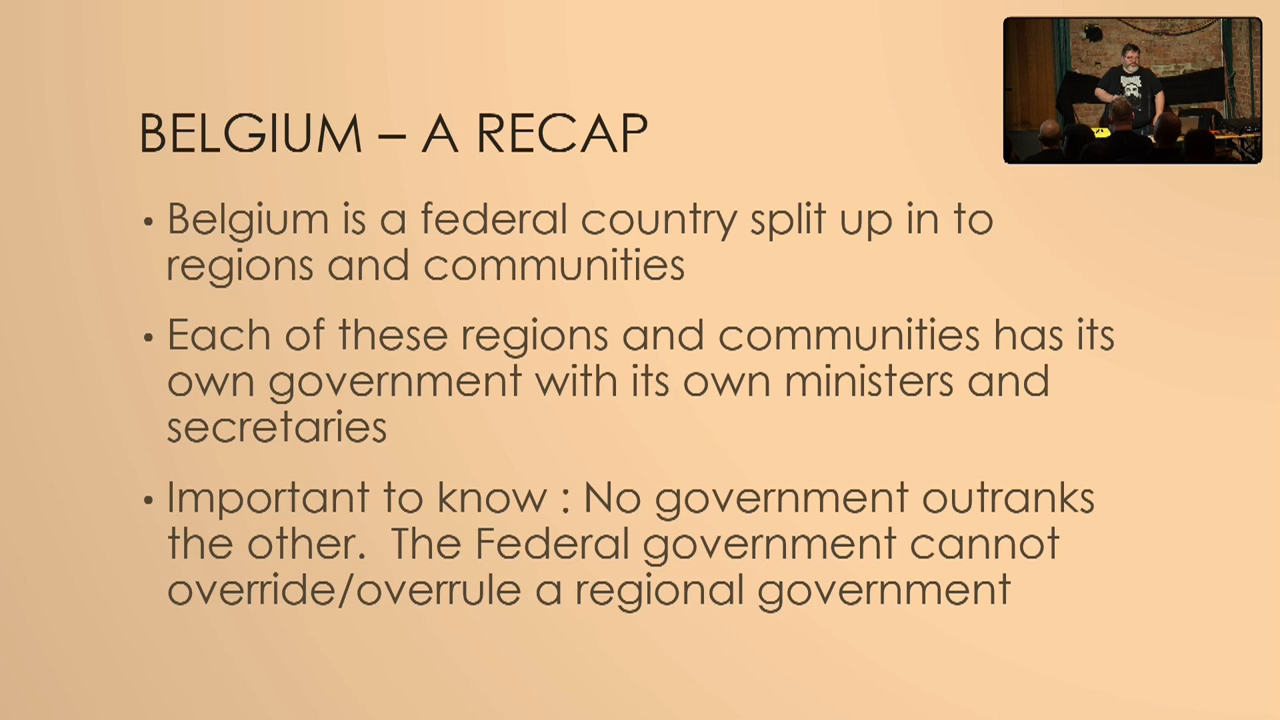 BELGIUM – A RECAP
• Belgium is a federal country split up in to
regions and communities
• Each of these regions and communities has its
own government with its own ministers and
secretaries
• Important to know : No government outranks
the other.  The Federal government cannot
override/overrule a regional government